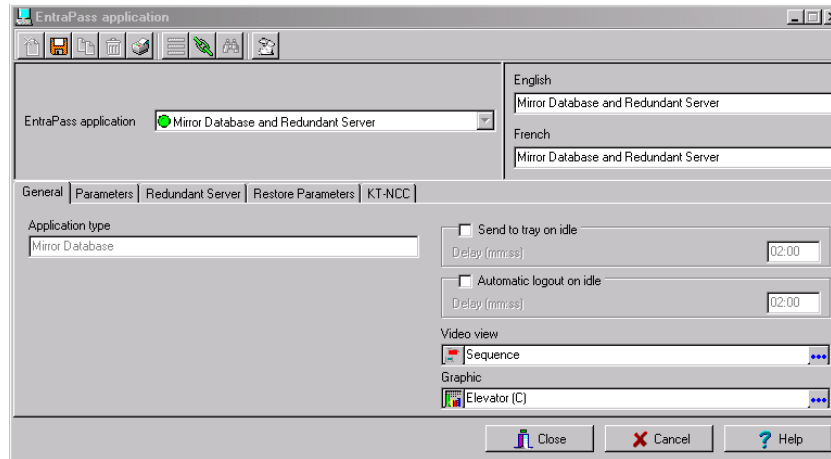 EntraPass application
EntraPass application
Mirror Database and Redundant Server
English
Mirror Database and Redundant Server
French
Mirror Database and Redundant Server
General
Parameters
Redundant Server
Restore Parameters
KT-NCC
Application type
Mirror Database
Send to tray on idle
Delay (mm:ss)
02:00
Automatic logout on idle
Delay (mm:ss)
02:00
Video view
Sequence
Graphic
Elevator (C)
Close
Cancel
? Help